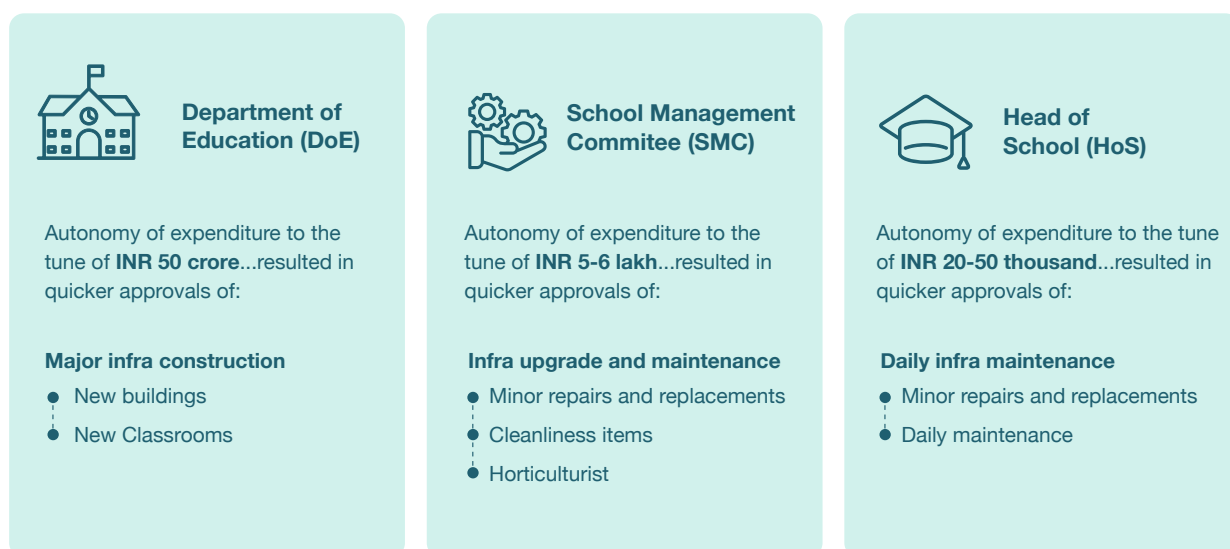 Department of
Education (DoE)
Autonomy of expenditure to the
tune of INR 50 crore...resulted in
quicker approvals of:
Major infra construction
New buildings
New Classrooms
School Management
Commitee (SMC)
Autonomy of expenditure to the
tune of INR 5-6 lakh...resulted in
quicker approvals of:
Infra upgrade and maintenance
Minor repairs and replacements
Cleanliness items
Horticulturist
Head of
School (HoS)
Autonomy of expenditure to the tune
of INR 20-50 thousand...resulted in
quicker approvals of:
Daily infra maintenance
Minor repairs and replacements
Daily maintenance